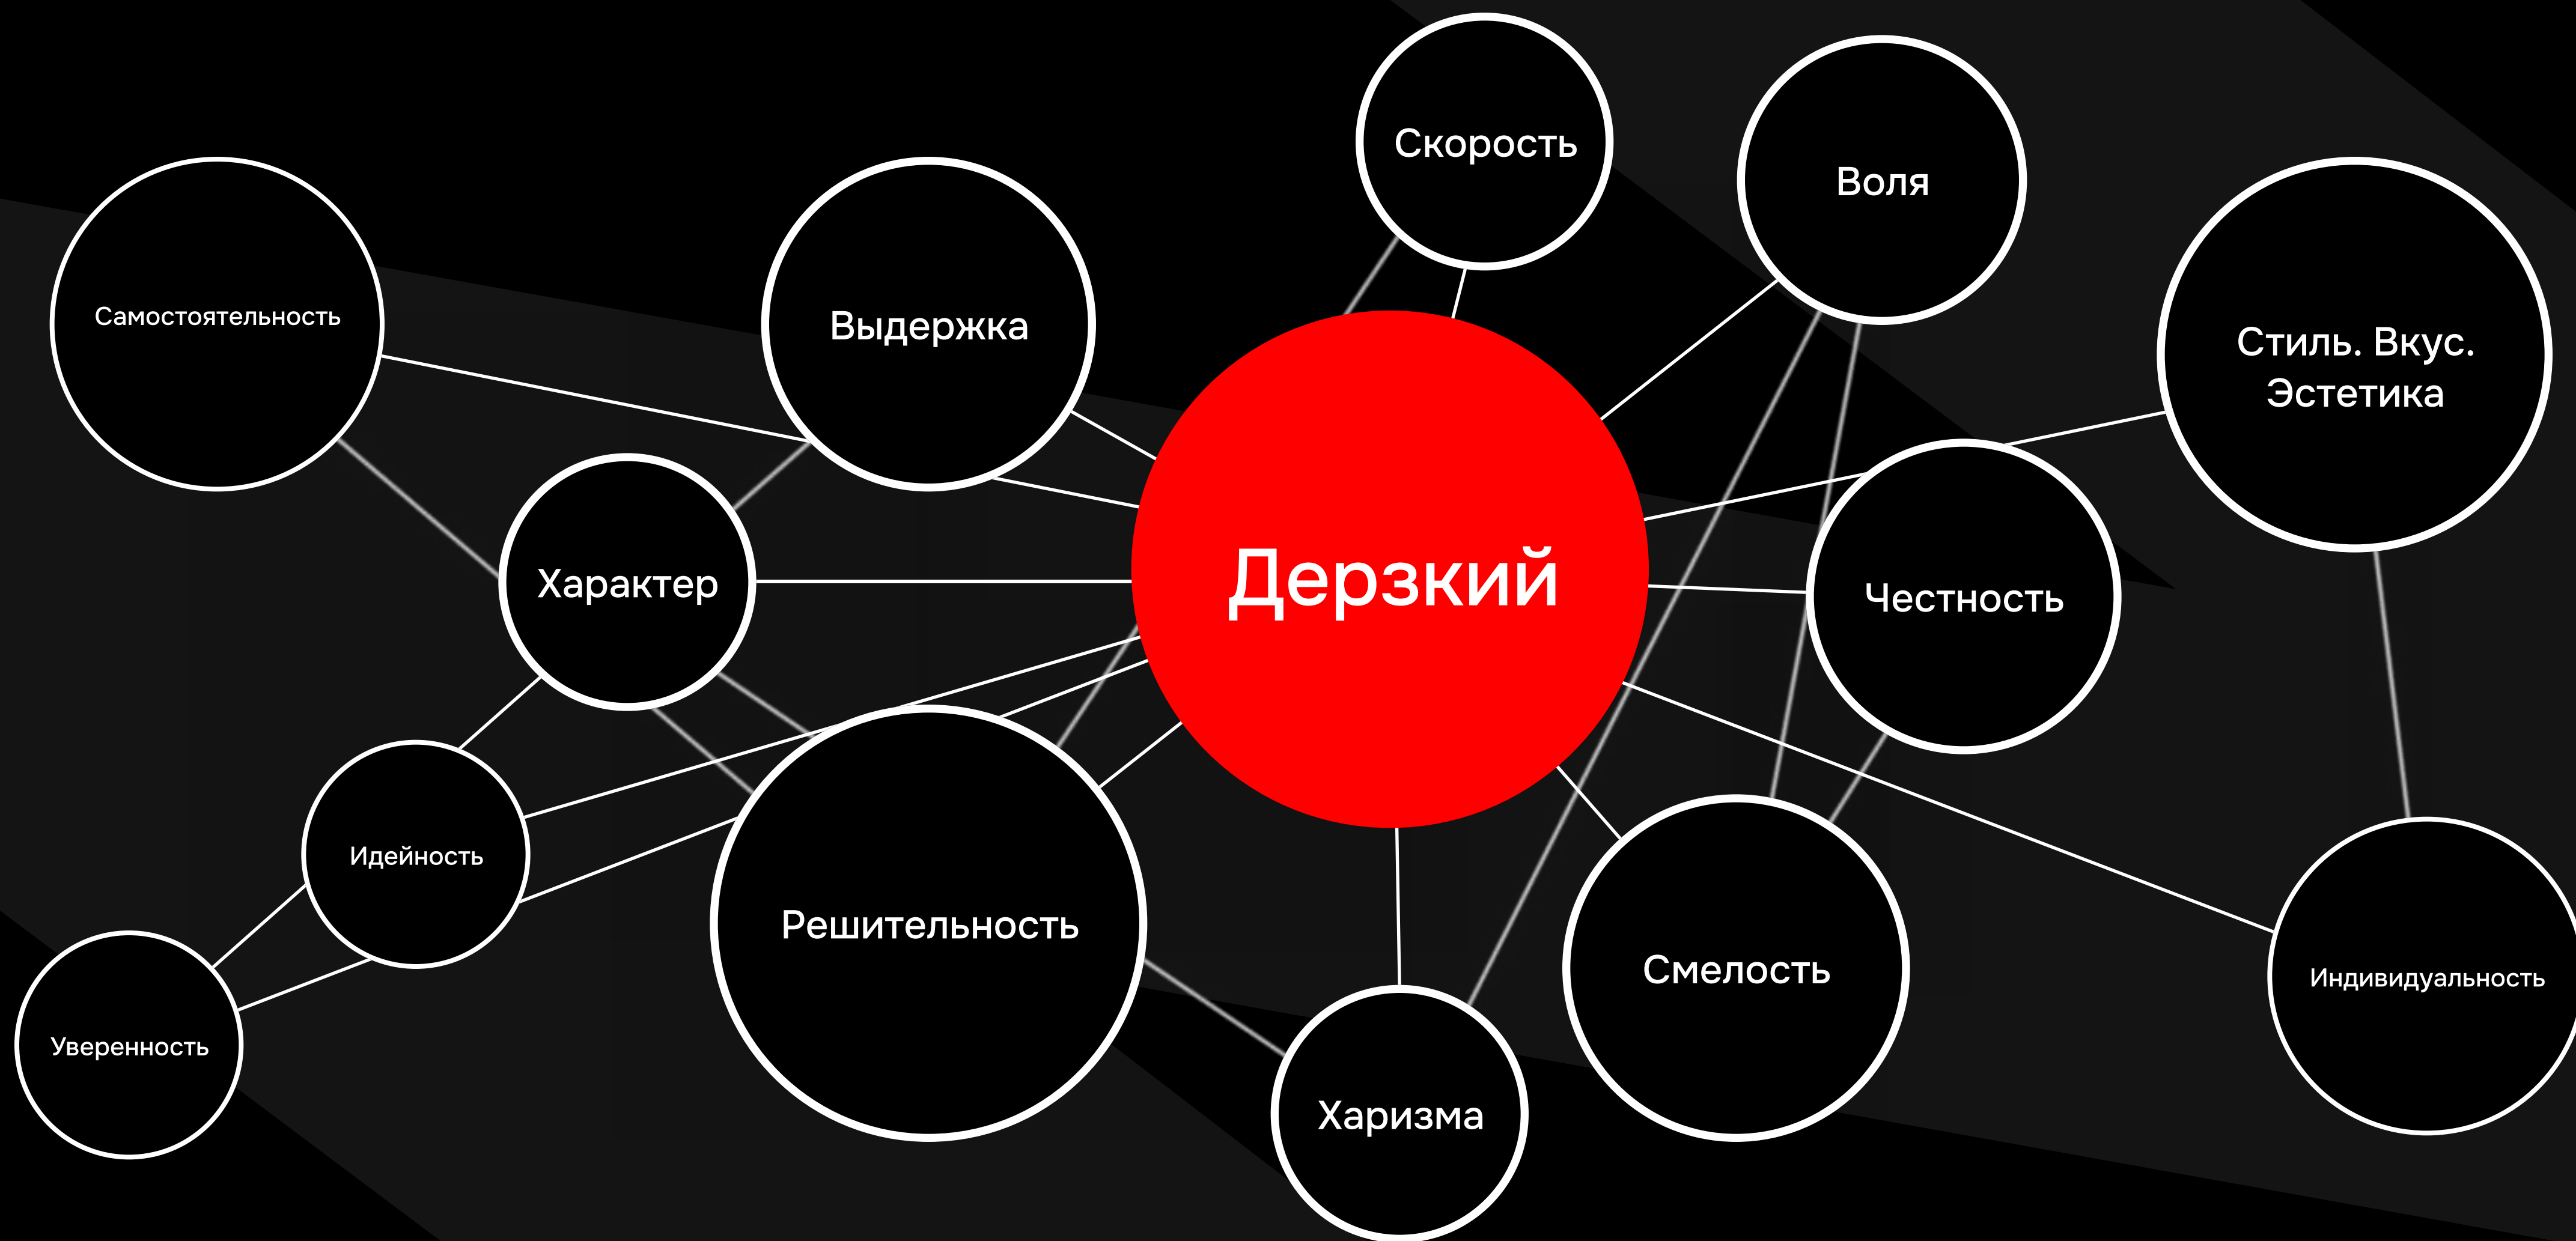 Скорость
Воля
Самостоятельность
Выдержка
Стиль. Вкус.
Эстетика
Характер
Дерзкий
Честность
Идейность
Решительность
Смелость
Индивидуальность
Уверенность
Харизма